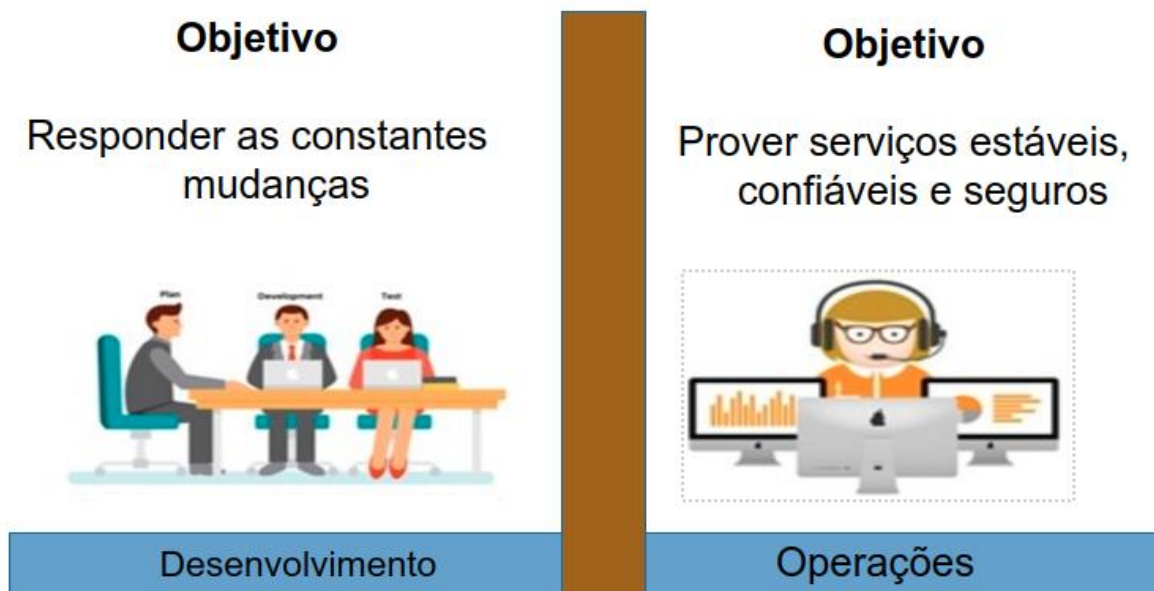 Objetivo
Responder as constantes
mudanças
Plan
Development
Test
Desenvolvimento
Objetivo
Prover serviços estáveis,
confiáveis e seguros
Operações